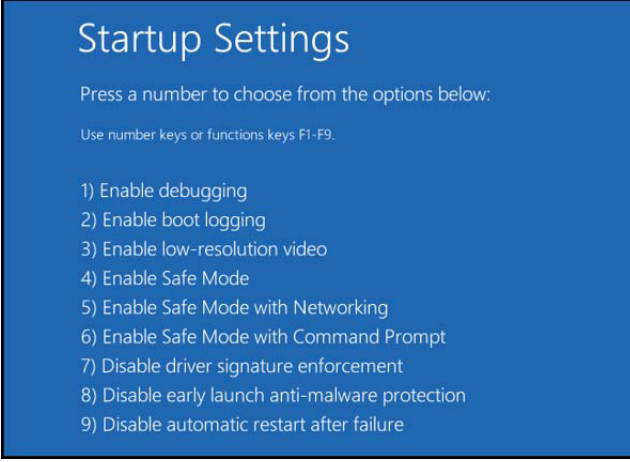 Startup Settings
Press a number to choose from the options below:
Use number keys or functions keys F1-F9.
1) Enable debugging
2) Enable boot logging
3) Enable low-resolution video
4) Enable Safe Mode
5) Enable Safe Mode with Networking
6) Enable Safe Mode with Command Prompt
7) Disable driver signature enforcement
8) Disable early launch anti-malware protection
9) Disable automatic restart after failure